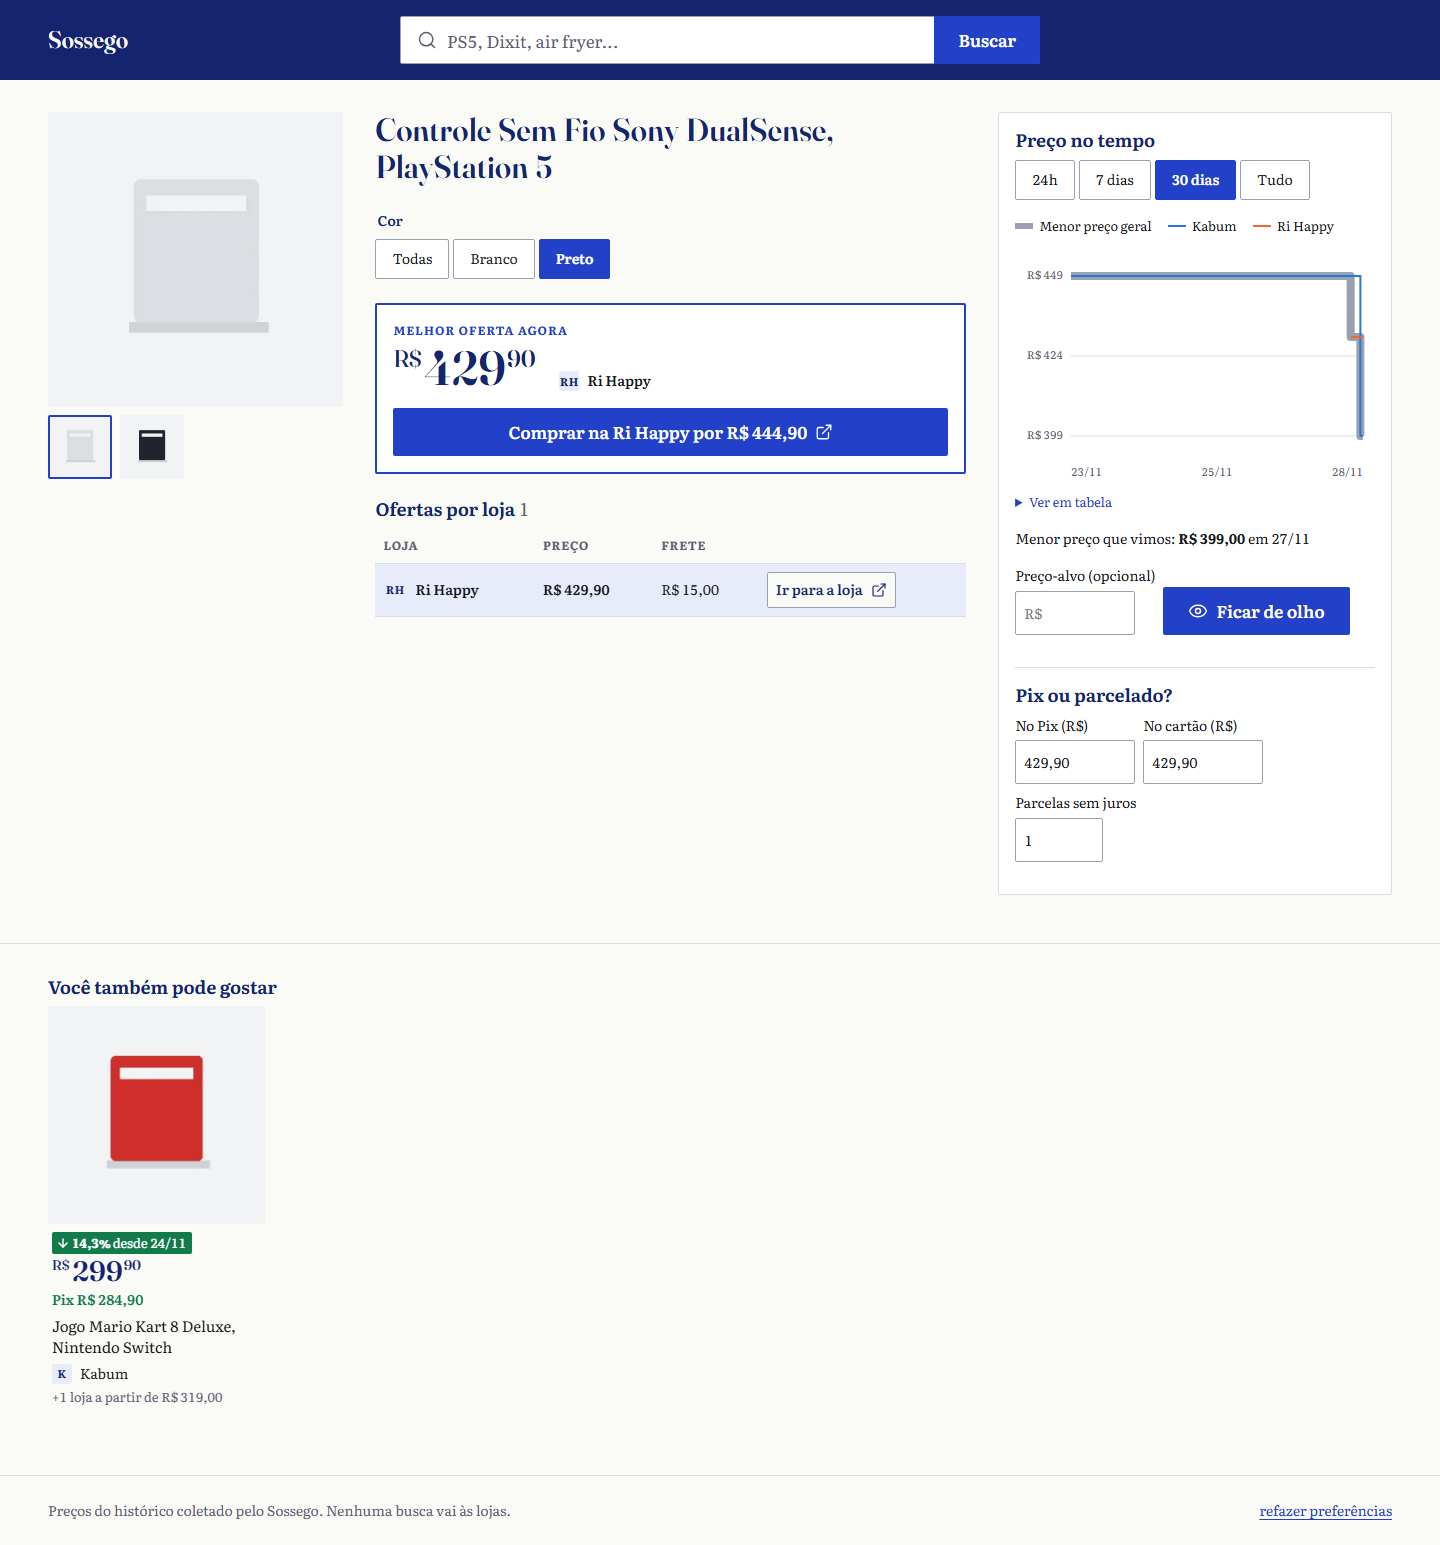 Sossego
PS5, Dixit, air fryer...
Buscar
Controle Sem Fio Sony DualSense,
PlayStation 5
Cor
Todas
Branco
Preto
MELHOR OFERTA AGORA
R$ 429 90
RH Ri Happy
Comprar na Ri Happy por R$ 444,90
Ofertas por loja 1
LOJA PREÇO FRETE
RH Ri Happy R$ 429,90 R$ 15,00 Ir para a loja
Preço no tempo
24h
7 dias
30 dias
Tudo
Menor preço geral Kabum Ri Happy
R$ 449
R$ 424
R$ 399
23/11 25/11 28/11
Ver em tabela
Menor preço que vimos: R$ 399,00 em 27/11
Preço-alvo (opcional)
R$
Ficar de olho
Pix ou parcelado?
No Pix (R$) No cartão (R$)
429,90 429,90
Parcelas sem juros
1
Você também pode gostar
14,3% desde 24/11
R$ 299 90
Pix R$ 284,90
Jogo Mario Kart 8 Deluxe,
Nintendo Switch
K Kabum
+1 loja a partir de R$ 319,00
Preços do histórico coletado pelo Sossego. Nenhuma busca vai às lojas.
refazer preferências